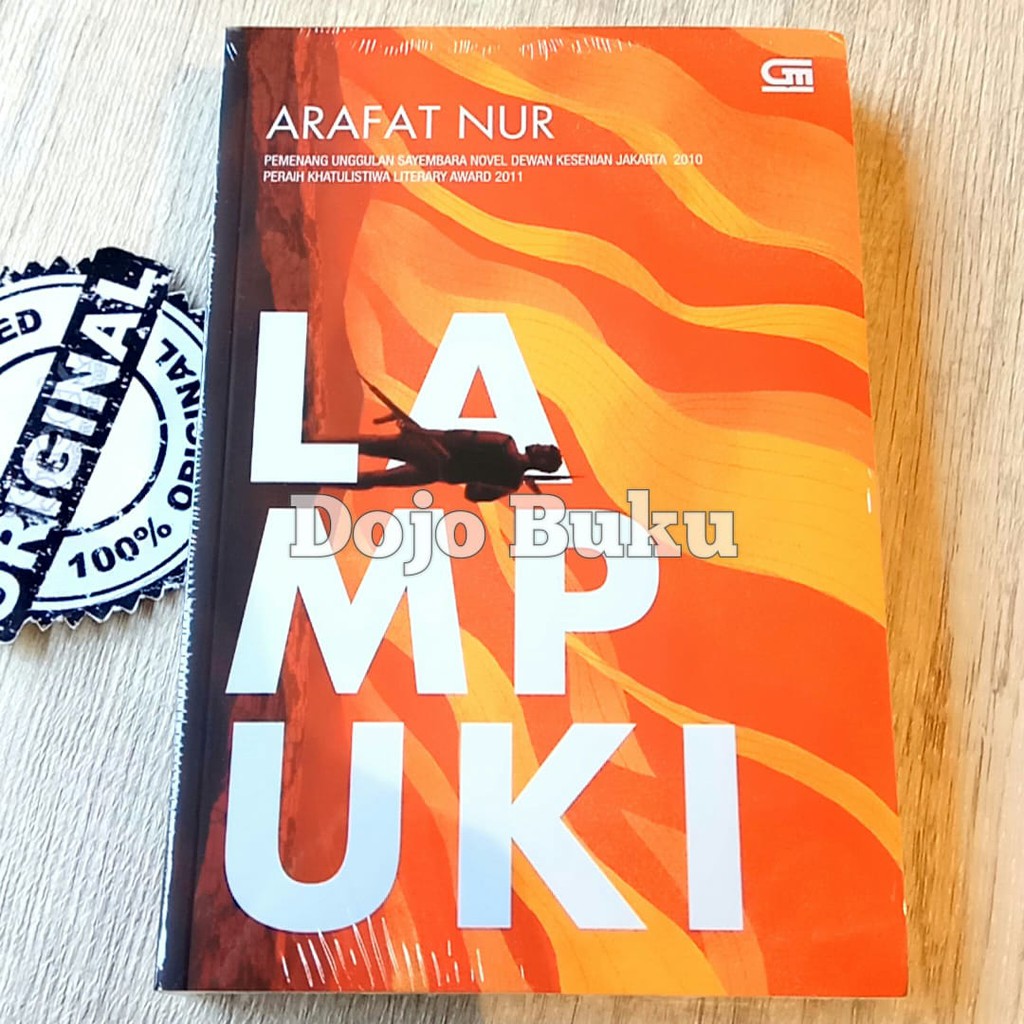 GM
ARAFAT NUR
PEMENANG UNGGULAN SAYEMBARA NOVEL DEWAN KESENIAN JAKARTA 2010
PERAIH KHATULISTIWA LITERARY AWARD 2011
LA
MP
UKI
Dojo Buku
ORIGINAL
100% ORIGINAL